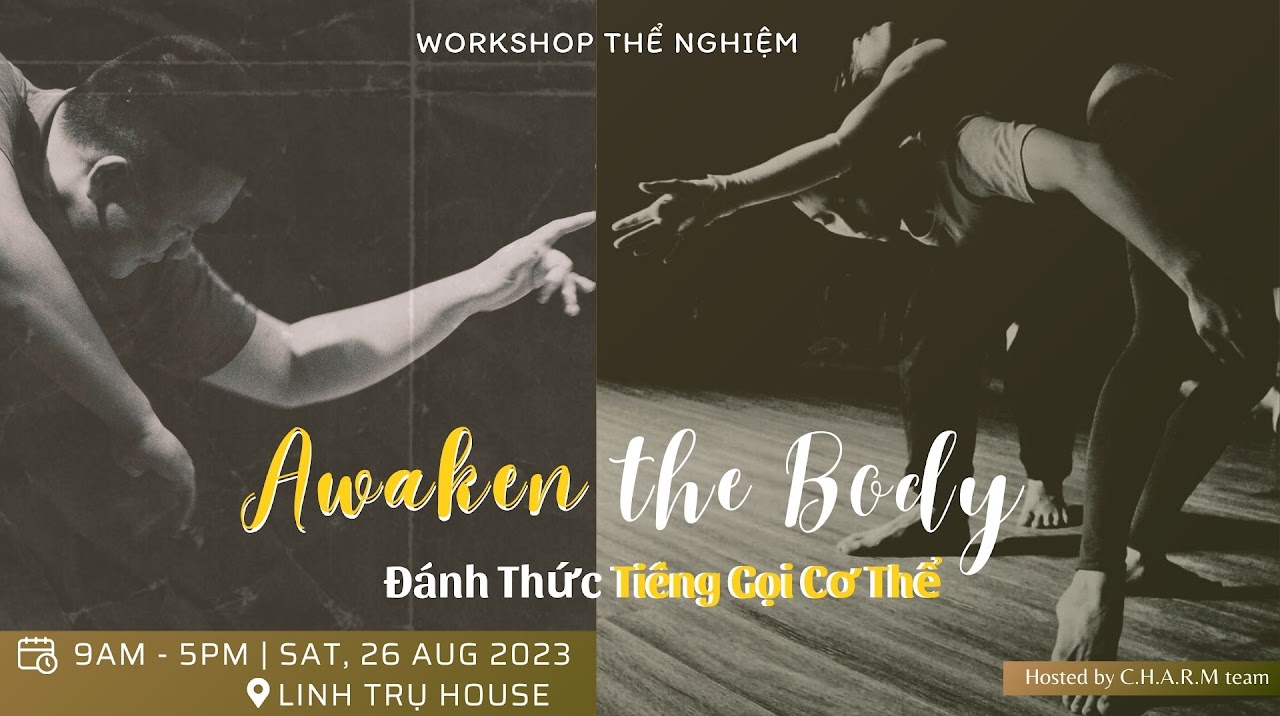 WORKSHOP THỂ NGHIỆM
Awaken the Body
Đánh Thức Tiếng Gọi Cơ Thể
9AM - 5PM | SAT, 26 AUG 2023
LINH TRỤ HOUSE
Hosted by C.H.A.R.M team